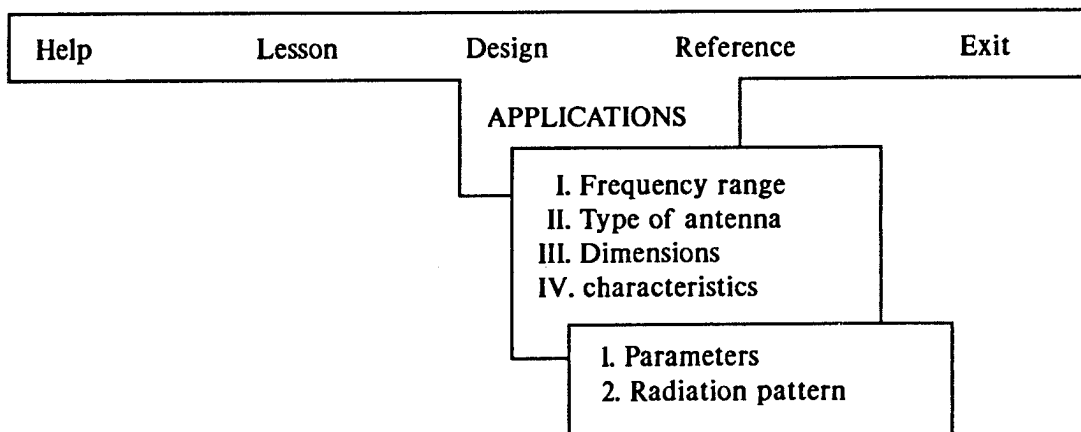 Help Lesson Design Reference Exit
APPLICATIONS
I. Frequency range
II. Type of antenna
III. Dimensions
IV. characteristics
1. Parameters
2. Radiation pattern